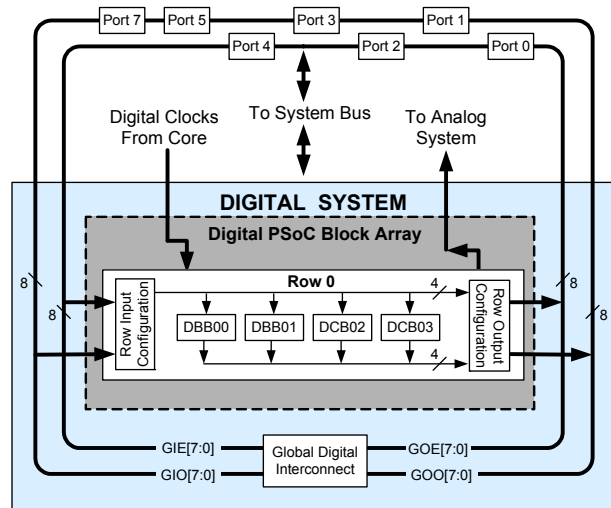 Port 7 Port 5 Port 3 Port 1
Port 4 Port 2 Port 0
Digital Clocks
From Core
To System Bus
To Analog
System
DIGITAL SYSTEM
Digital PSoC Block Array
Row 0
Row Input
Configuration
4
DBB00 DBB01 DCB02 DCB03
4
Row Output
Configuration
8
8
8
8
GIE[7:0]
GIO[7:0]
Global Digital
Interconnect
GOE[7:0]
GOO[7:0]